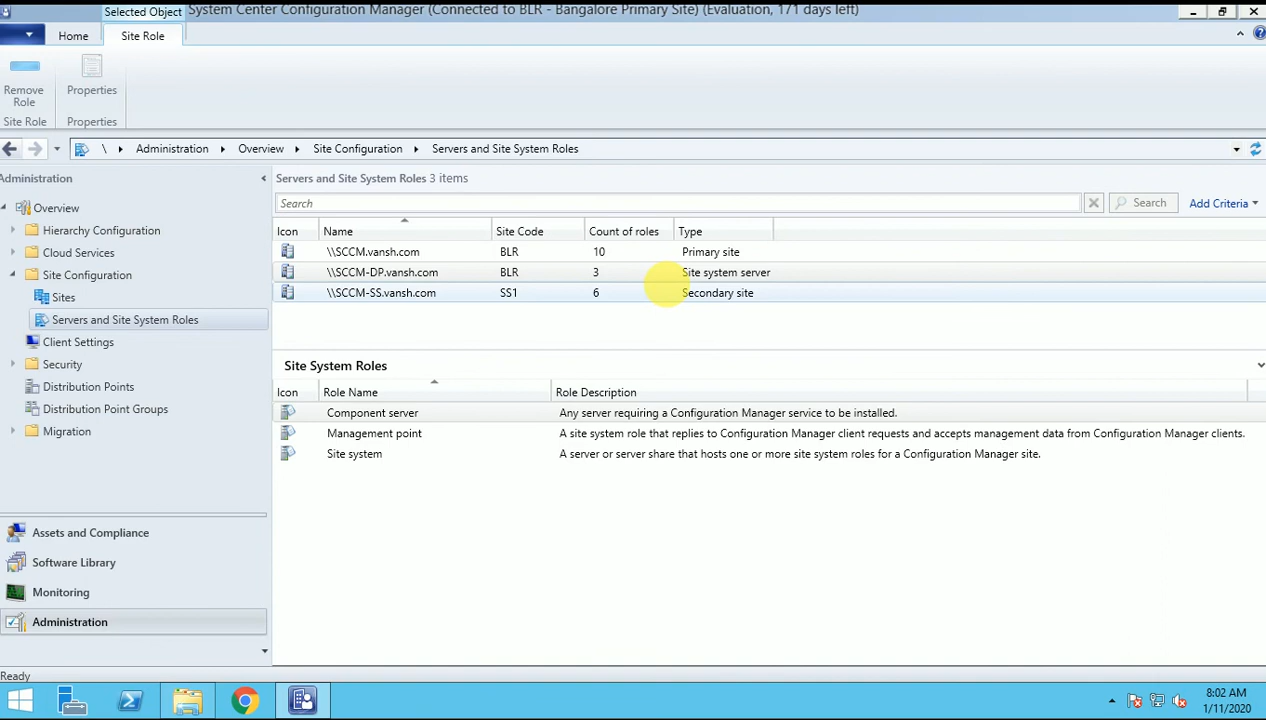 Selected Object
System Center Configuration Manager (Connected to BLR - Bangalore Primary Site) (Evaluation, 171 days left)
Home
Site Role
Remove Role
Properties
Site Role
Properties
\ Administration Overview Site Configuration Servers and Site System Roles
Administration
Servers and Site System Roles 3 items
Search
Search
Add Criteria
Overview
Hierarchy Configuration
Cloud Services
Site Configuration
Sites
Servers and Site System Roles
Client Settings
Security
Distribution Points
Distribution Point Groups
Migration
Icon Name Site Code Count of roles Type
\\SCCM.vansh.com BLR 10 Primary site
\\SCCM-DP.vansh.com BLR 3 Site system server
\\SCCM-SS.vansh.com SS1 6 Secondary site
Site System Roles
Icon Role Name Role Description
Component server Any server requiring a Configuration Manager service to be installed.
Management point A site system role that replies to Configuration Manager client requests and accepts management data from Configuration Manager clients.
Site system A server or server share that hosts one or more site system roles for a Configuration Manager site.
Assets and Compliance
Software Library
Monitoring
Administration
Ready
8:02 AM
1/11/2020